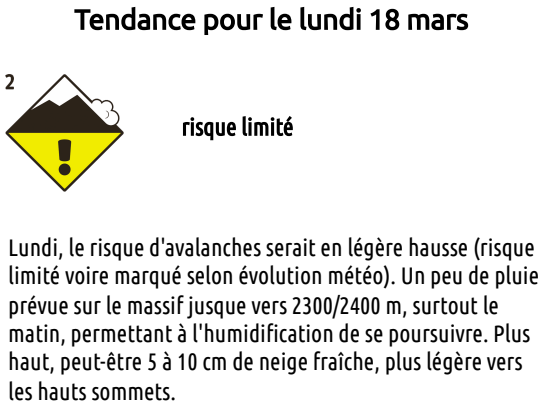 Tendance pour le lundi 18 mars
2
risque limité
Lundi, le risque d'avalanches serait en légère hausse (risque
limité voire marqué selon évolution météo). Un peu de pluie
prévue sur le massif jusque vers 2300/2400 m, surtout le
matin, permettant à l'humidification de se poursuivre. Plus
haut, peut-être 5 à 10 cm de neige fraîche, plus légère vers
les hauts sommets.